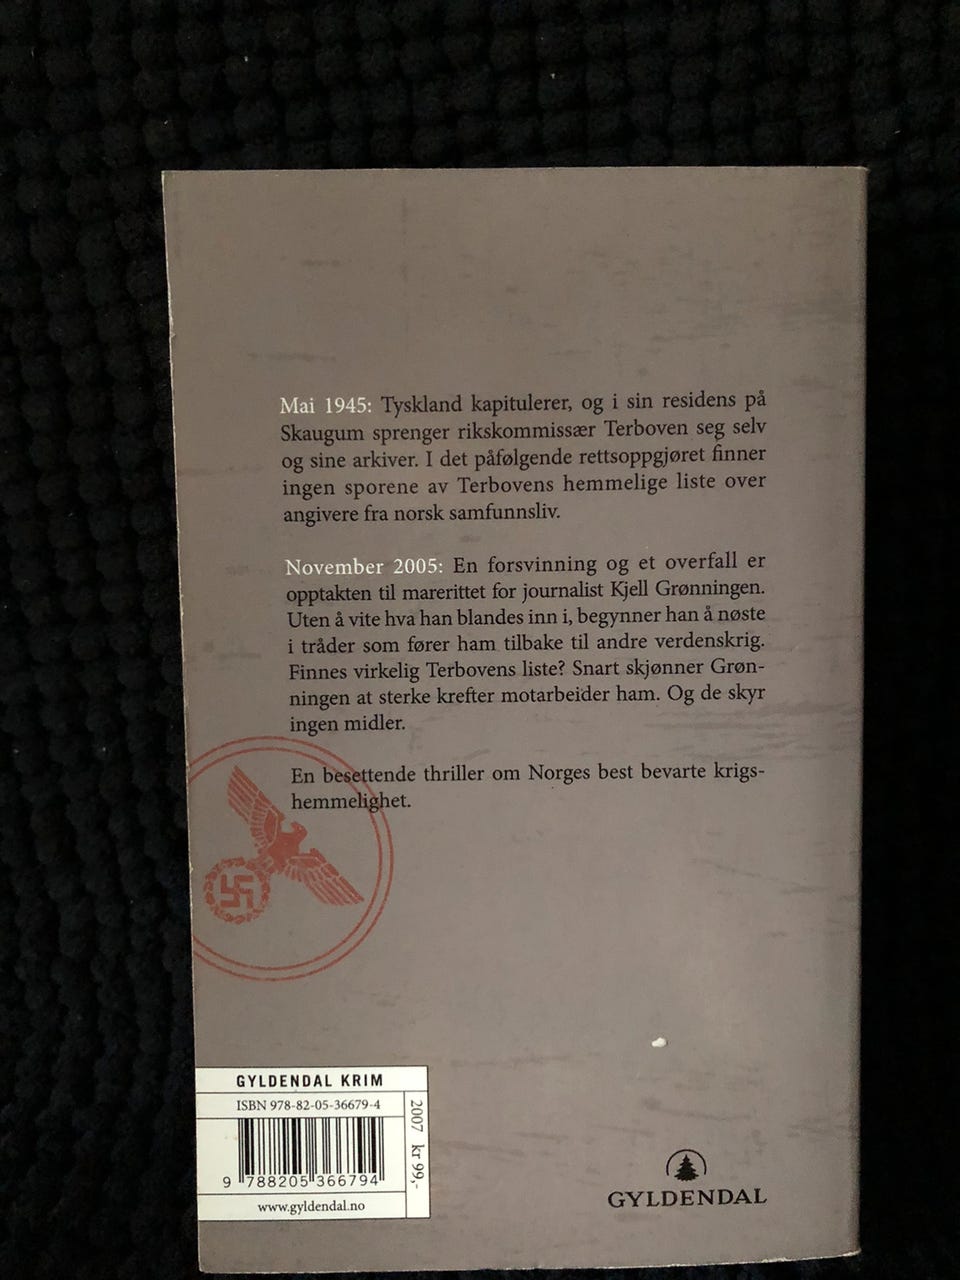 Mai 1945: Tyskland kapitulerer, og i sin residens på
Skaugum sprenger rikskommissær Terboven seg selv
og sine arkiver. I det påfølgende rettsoppgjøret finner
ingen sporene av Terbovens hemmelige liste over
angivere fra norsk samfunnsliv.
November 2005: En forsvinning og et overfall er
opptakten til marerittet for journalist Kjell Grønningen.
Uten å vite hva han blandes inn i, begynner han å nøste
i tråder som fører ham tilbake til andre verdenskrig.
Finnes virkelig Terbovens liste? Snart skjønner Grøn-
ningen at sterke krefter motarbeider ham. Og de skyr
ingen midler.
En besettende thriller om Norges best bevarte krigs-
hemmelighet.
GYLDENDAL KRIM
ISBN 978-82-05-36679-4
9 788205 366794
www.gyldendal.no
2007 kr 99,-
GYLDENDAL